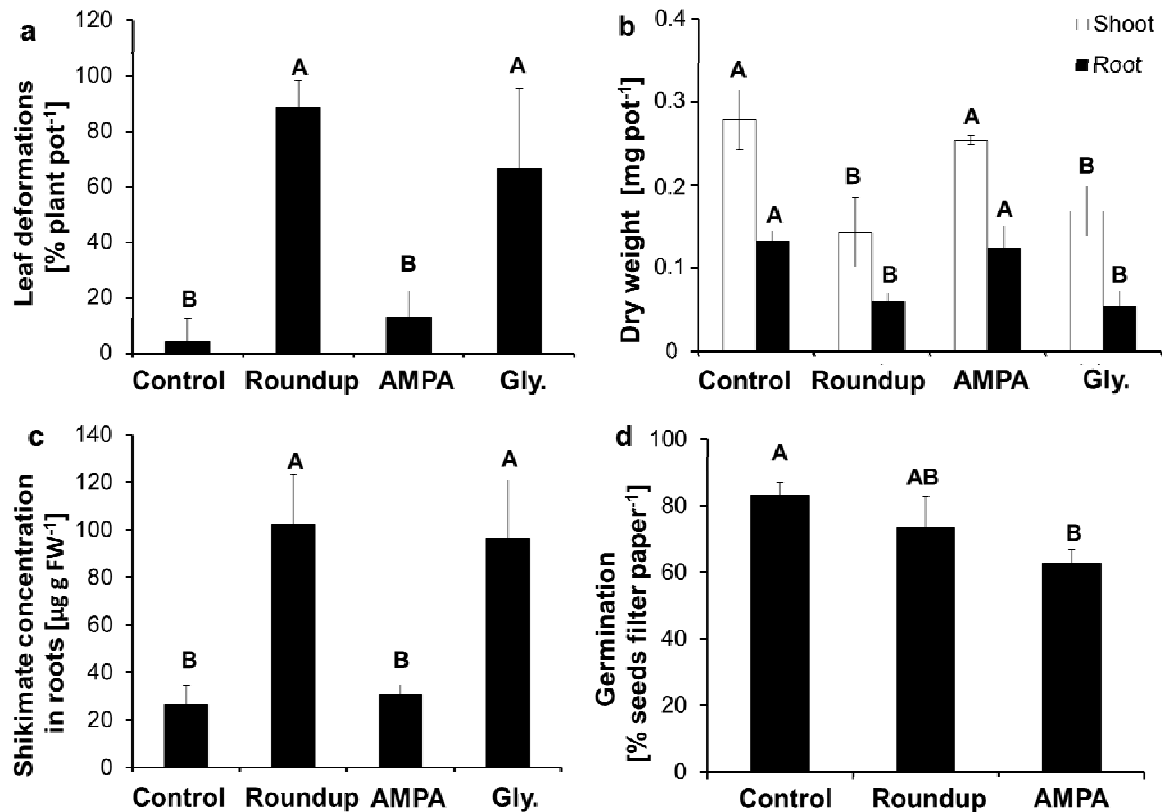 a
Leaf deformations
[% plant pot⁻¹]
120
100
80
60
40
20
0
B
A
B
A
Control Roundup AMPA Gly.
b
Dry weight [mg pot⁻¹]
0.4
0.3
0.2
0.1
0
Shoot
Root
A
A
B
B
A
A
B
B
Control Roundup AMPA Gly.
c
Shikimate concentration
in roots [µg g FW⁻¹]
140
120
100
80
60
40
20
0
B
A
B
A
Control Roundup AMPA Gly.
d
Germination
[% seeds filter paper⁻¹]
100
80
60
40
20
0
A
AB
B
Control Roundup AMPA